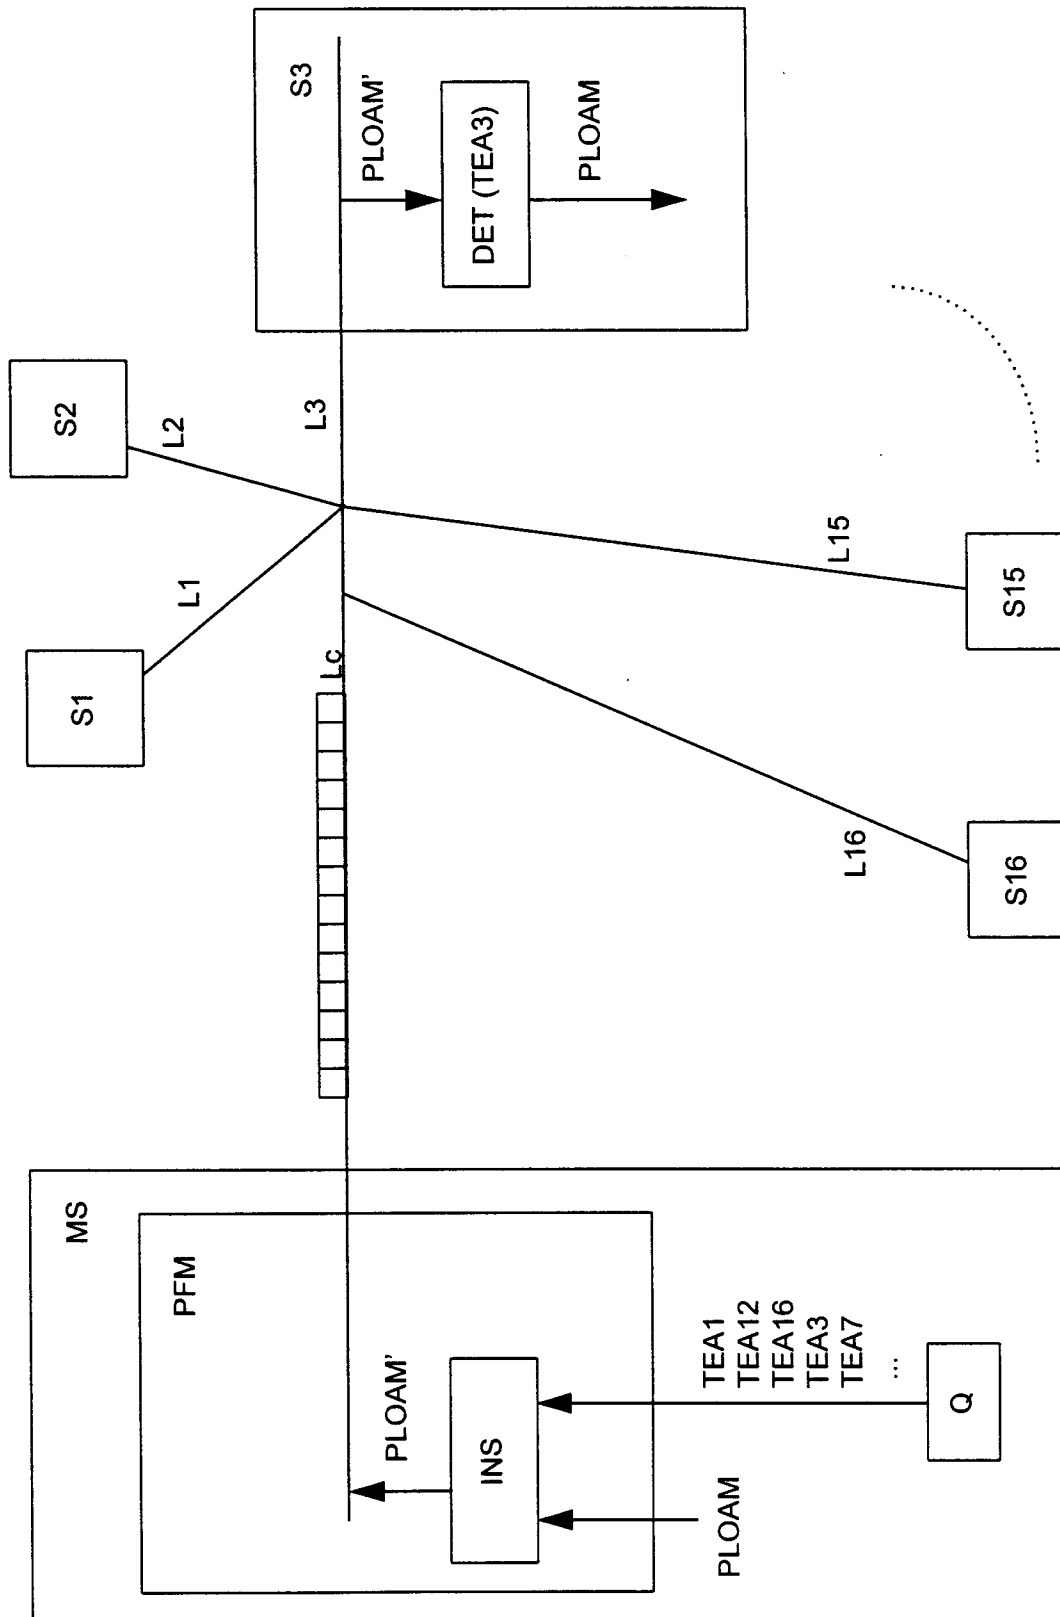 MS
PFM
PLOAM'
INS
PLOAM
TEA1
TEA12
TEA16
TEA3
TEA7
...
Q
Lc
S1
L1
S2
L2
L3
S3
PLOAM'
DET (TEA3)
PLOAM
L15
S15
L16
S16